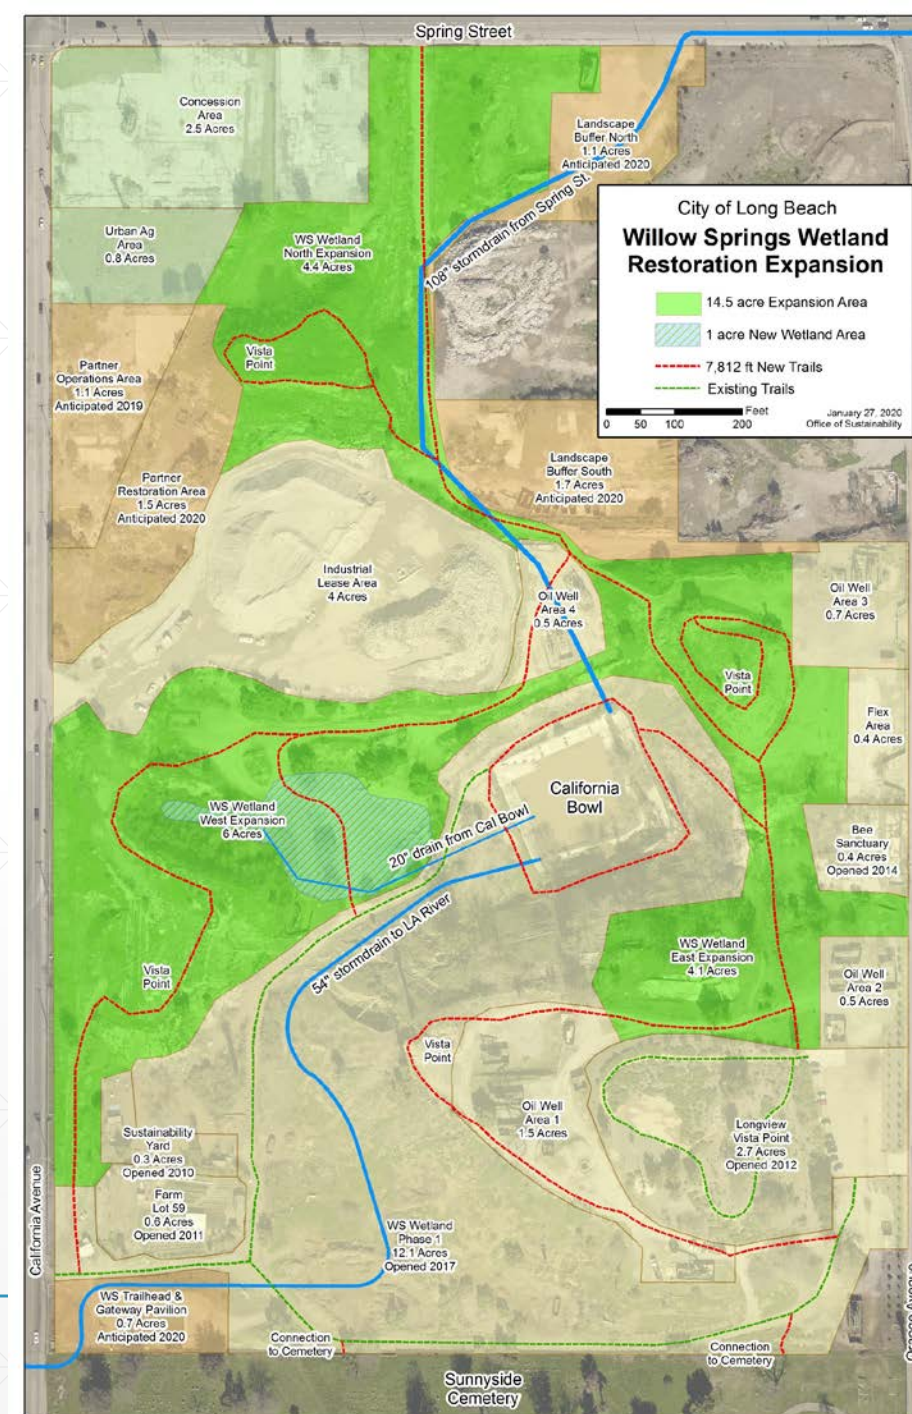 Spring Street
Concession
Area
2.5 Acres
Landscape
Buffer North
1.1 Acres
Anticipated 2020
108" stormdrain from Spring St.
City of Long Beach
Willow Springs Wetland
Restoration Expansion
14.5 acre Expansion Area
1 acre New Wetland Area
7,812 ft New Trails
Existing Trails
Feet
0 50 100 200
January 27, 2020
Office of Sustainability
Urban Ag
Area
0.8 Acres
WS Wetland
North Expansion
4.4 Acres
Vista
Point
Partner
Operations Area
1.1 Acres
Anticipated 2019
Partner
Restoration Area
1.5 Acres
Anticipated 2020
Landscape
Buffer South
1.7 Acres
Anticipated 2020
Industrial
Lease Area
4 Acres
Oil Well
Area 4
0.5 Acres
Oil Well
Area 3
0.7 Acres
Vista
Point
Flex
Area
0.4 Acres
California
Bowl
WS Wetland
West Expansion
6 Acres
20" drain from Cal Bowl
Bee
Sanctuary
0.4 Acres
Opened 2014
54" stormdrain to LA River
WS Wetland
East Expansion
4.1 Acres
Vista
Point
Oil Well
Area 2
0.5 Acres
Vista
Point
Oil Well
Area 1
1.5 Acres
Longview
Vista Point
2.7 Acres
Opened 2012
Sustainability
Yard
0.3 Acres
Opened 2010
Farm
Lot 59
0.6 Acres
Opened 2011
California Avenue
WS Wetland
Phase 1
12.1 Acres
Opened 2017
WS Trailhead &
Gateway Pavilion
0.7 Acres
Anticipated 2020
Connection
to Cemetery
Connection
to Cemetery
Sunnyside
Cemetery